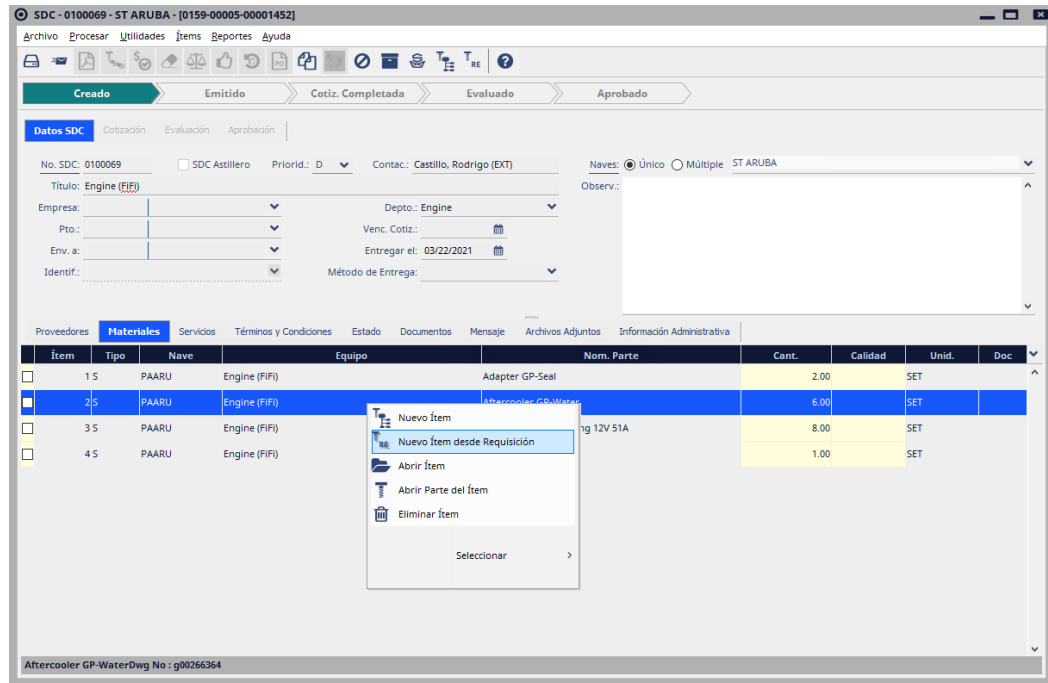 SDC - 0100069 - ST ARUBA - [0159-00005-00001452]
Archivo Procesar Utilidades Ítems Reportes Ayuda
Creado Emitido Cotiz. Completada Evaluado Aprobado
Datos SDC Cotización Evaluación Aprobación
No. SDC: 0100069 SDC Astillero Priorid.: D Contac.: Castillo, Rodrigo (EXT) Naves: Único Múltiple ST ARUBA
Título: Engine (FiFi) Observ.:
Empresa: Depto.: Engine
Pto.: Venc. Cotiz.:
Env. a: Entregar el: 03/22/2021
Identif.: Método de Entrega:
Proveedores Materiales Servicios Términos y Condiciones Estado Documentos Mensaje Archivos Adjuntos Información Administrativa
Ítem Tipo Nave Equipo Nom. Parte Cant. Calidad Unid. Doc
1 S PAARU Engine (FiFi) Adapter GP-Seal 2.00 SET
2 S PAARU Engine (FiFi) Aftercooler GP-Water 6.00 SET
3 S PAARU Engine (FiFi) ng 12V 51A 8.00 SET
4 S PAARU Engine (FiFi) 1.00 SET
Nuevo Ítem
Nuevo Ítem desde Requisición
Abrir Ítem
Abrir Parte del Ítem
Eliminar Ítem
Seleccionar
Aftercooler GP-WaterDwg No : g00266364